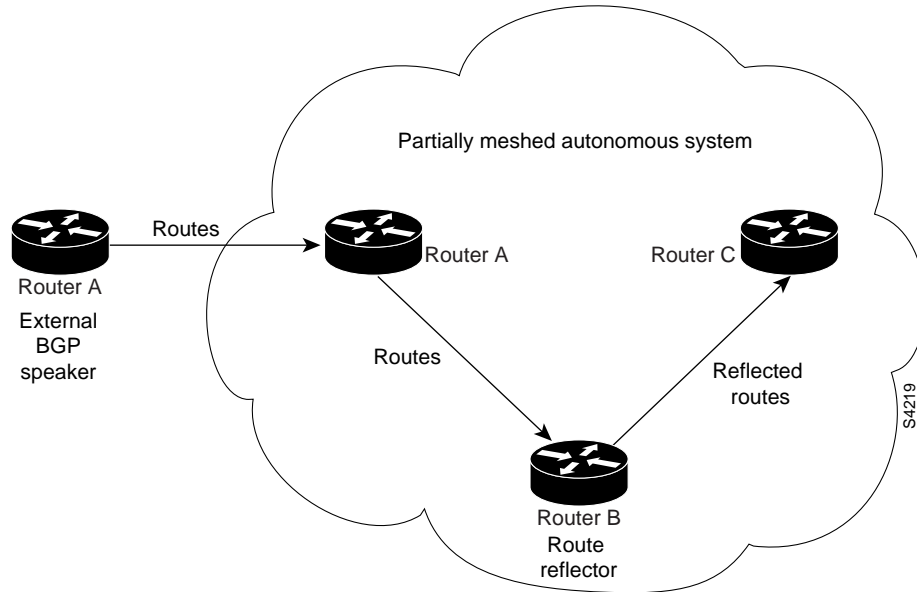 Partially meshed autonomous system
Routes
Router A
Router A
Router C
External
BGP
speaker
Routes
Reflected
routes
S4219
Router B
Route
reflector